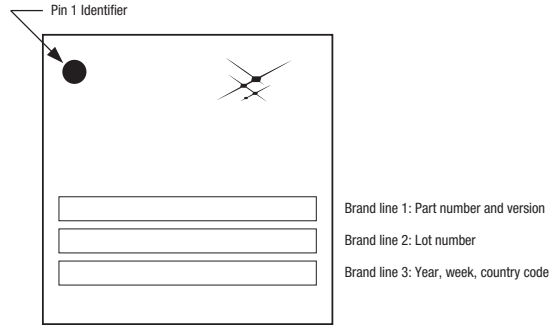 Pin 1 Identifier
Brand line 1: Part number and version
Brand line 2: Lot number
Brand line 3: Year, week, country code